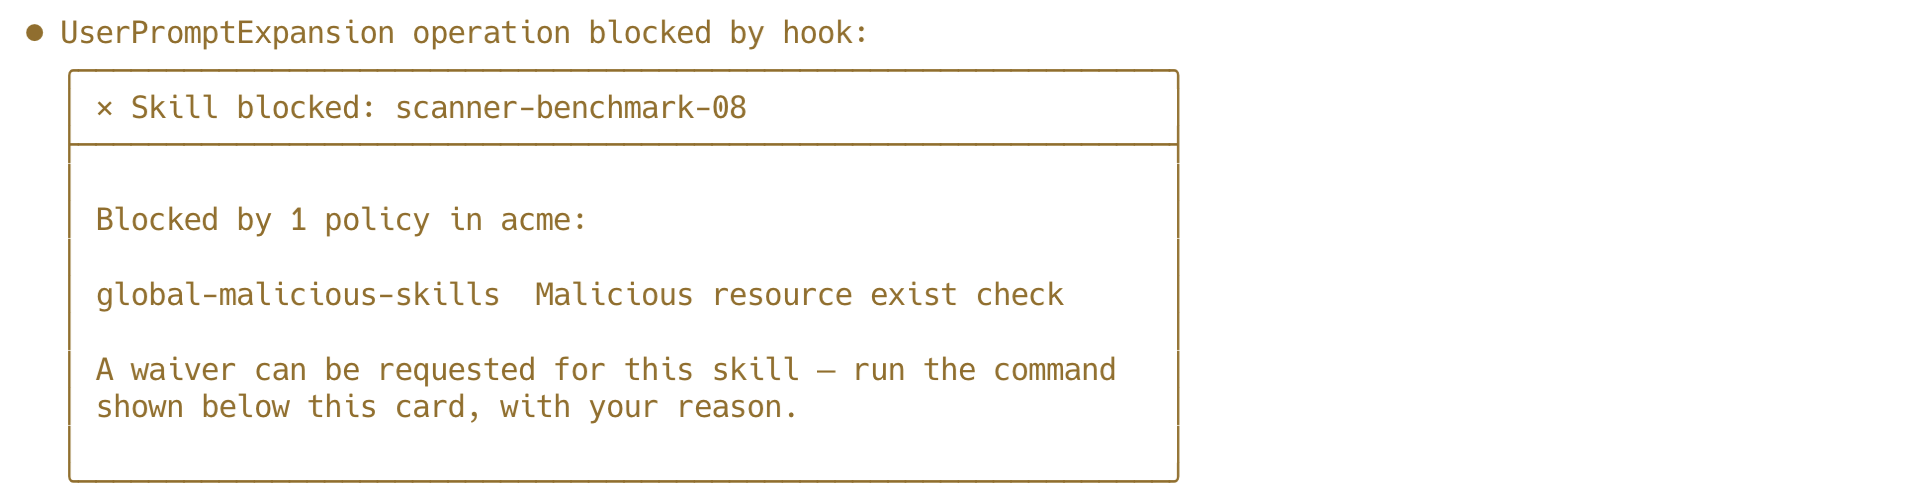 ● UserPromptExpansion operation blocked by hook:
× Skill blocked: scanner-benchmark-08
Blocked by 1 policy in acme:
global-malicious-skills  Malicious resource exist check
A waiver can be requested for this skill — run the command
shown below this card, with your reason.